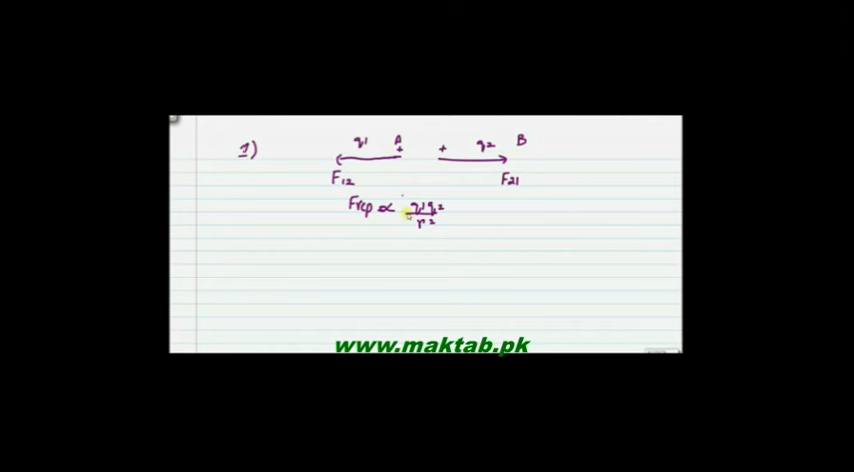 1) q1 A + + q2 B
F12 F21
Frep ∝ q1q2
r2
www.maktab.pk